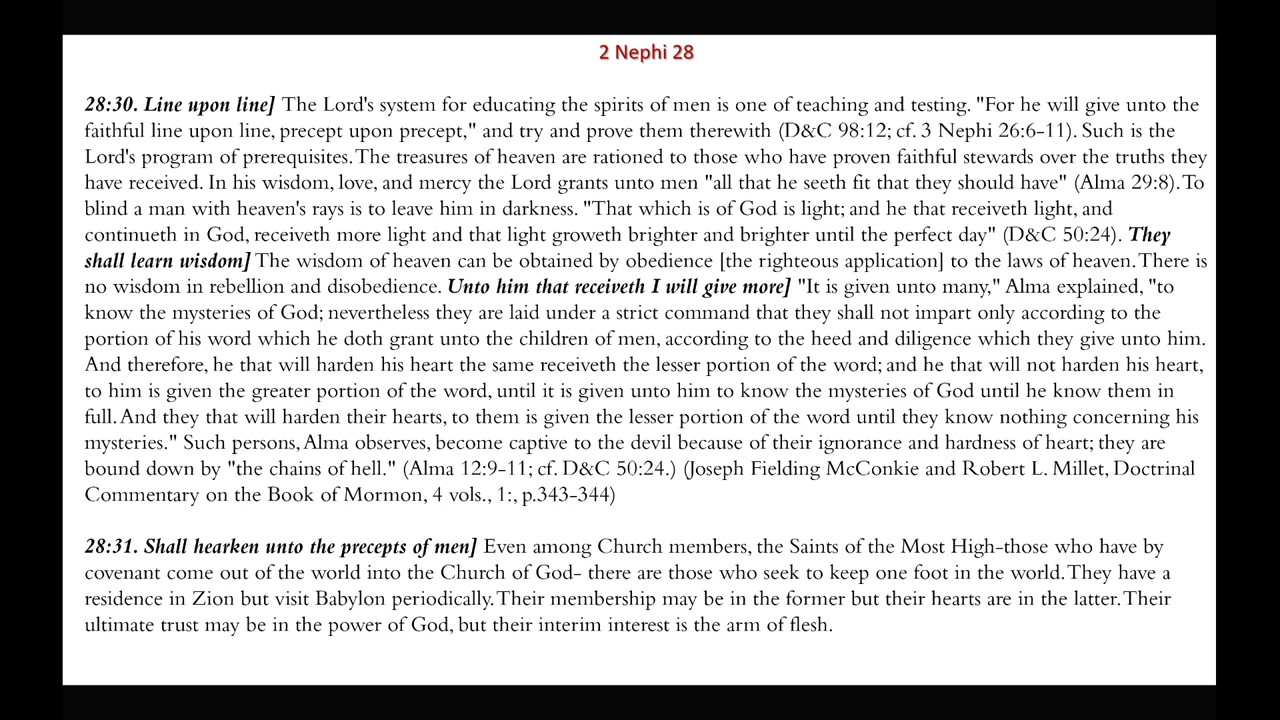 2 Nephi 28
28:30. Line upon line] The Lord's system for educating the spirits of men is one of teaching and testing. "For he will give unto the
faithful line upon line, precept upon precept," and try and prove them therewith (D&C 98:12; cf. 3 Nephi 26:6-11). Such is the
Lord's program of prerequisites. The treasures of heaven are rationed to those who have proven faithful stewards over the truths they
have received. In his wisdom, love, and mercy the Lord grants unto men "all that he seeth fit that they should have" (Alma 29:8). To
blind a man with heaven's rays is to leave him in darkness. "That which is of God is light; and he that receiveth light, and
continueth in God, receiveth more light and that light groweth brighter and brighter until the perfect day" (D&C 50:24). They
shall learn wisdom] The wisdom of heaven can be obtained by obedience [the righteous application] to the laws of heaven. There is
no wisdom in rebellion and disobedience. Unto him that receiveth I will give more] "It is given unto many," Alma explained, "to
know the mysteries of God; nevertheless they are laid under a strict command that they shall not impart only according to the
portion of his word which he doth grant unto the children of men, according to the heed and diligence which they give unto him.
And therefore, he that will harden his heart the same receiveth the lesser portion of the word; and he that will not harden his heart,
to him is given the greater portion of the word, until it is given unto him to know the mysteries of God until he know them in
full. And they that will harden their hearts, to them is given the lesser portion of the word until they know nothing concerning his
mysteries." Such persons, Alma observes, become captive to the devil because of their ignorance and hardness of heart; they are
bound down by "the chains of hell." (Alma 12:9-11; cf. D&C 50:24.) (Joseph Fielding McConkie and Robert L. Millet, Doctrinal
Commentary on the Book of Mormon, 4 vols., 1:, p.343-344)
28:31. Shall hearken unto the precepts of men] Even among Church members, the Saints of the Most High-those who have by
covenant come out of the world into the Church of God- there are those who seek to keep one foot in the world. They have a
residence in Zion but visit Babylon periodically. Their membership may be in the former but their hearts are in the latter. Their
ultimate trust may be in the power of God, but their interim interest is the arm of flesh.